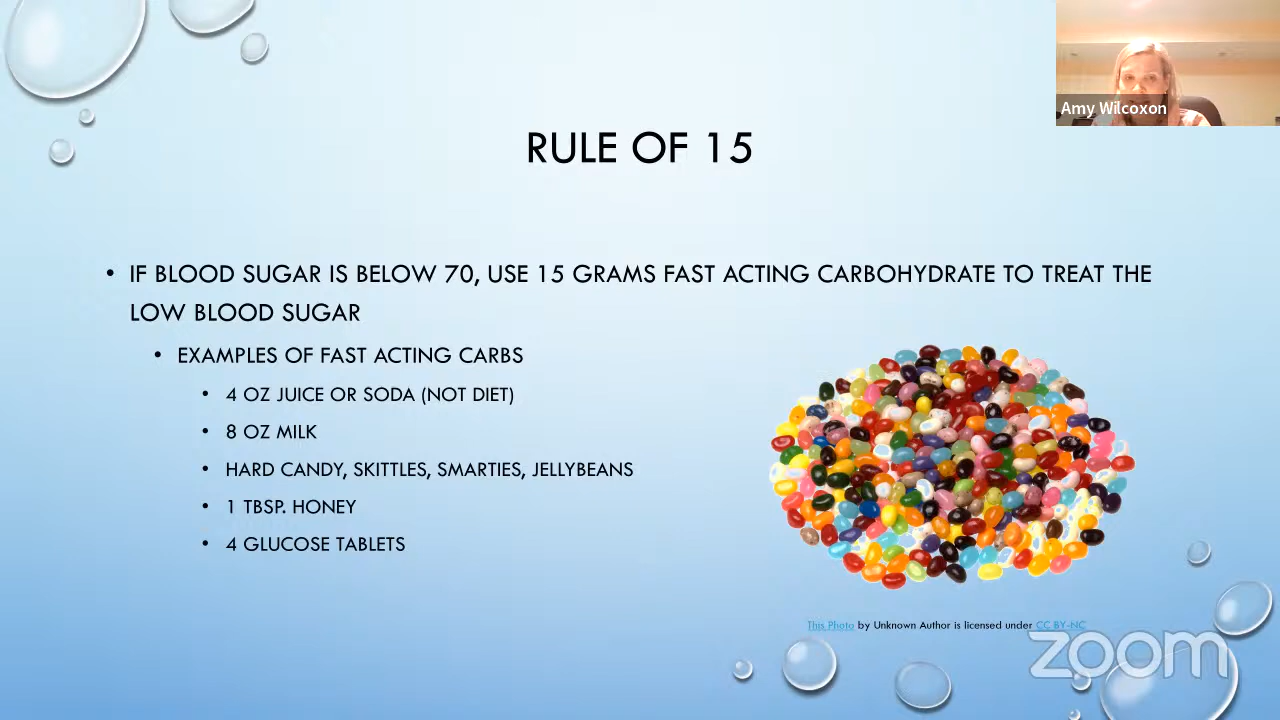 Amy Wilcoxon
RULE OF 15
• IF BLOOD SUGAR IS BELOW 70, USE 15 GRAMS FAST ACTING CARBOHYDRATE TO TREAT THE
LOW BLOOD SUGAR
• EXAMPLES OF FAST ACTING CARBS
• 4 OZ JUICE OR SODA (NOT DIET)
• 8 OZ MILK
• HARD CANDY, SKITTLES, SMARTIES, JELLYBEANS
• 1 TBSP. HONEY
• 4 GLUCOSE TABLETS
This Photo by Unknown Author is licensed under CC BY-NC
zoom